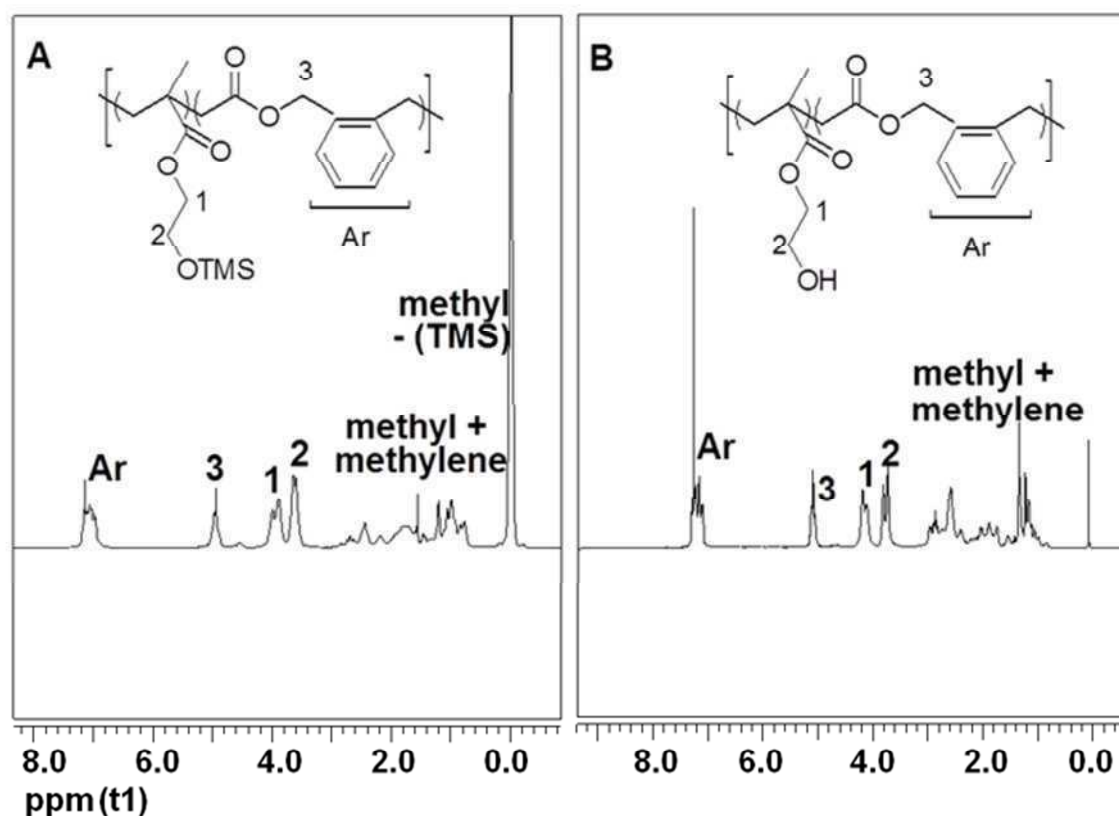 A
O
3
O
O
O
1
2
OTMS
Ar
methyl
- (TMS)
methyl +
methylene
Ar
3
1
2
8.0 6.0 4.0 2.0 0.0
ppm (t1)
B
O
3
O
O
O
1
2
OH
Ar
methyl +
methylene
Ar
3
1
2
8.0 6.0 4.0 2.0 0.0